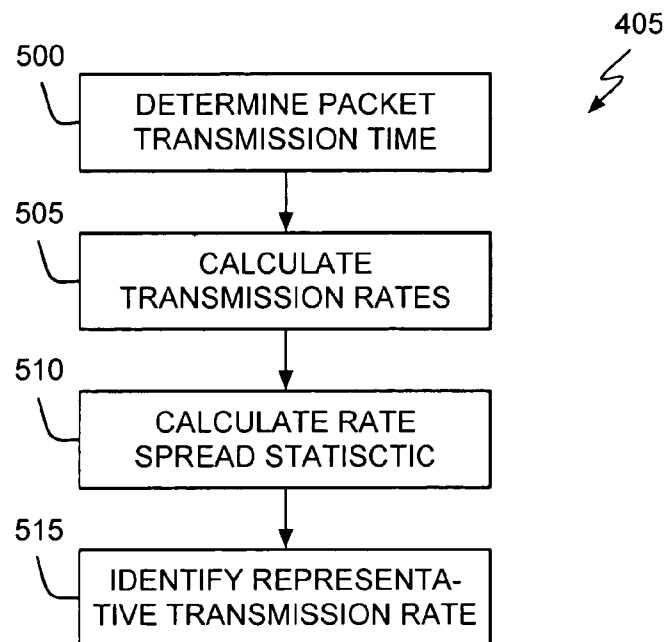 405
500
DETERMINE PACKET
TRANSMISSION TIME
505
CALCULATE
TRANSMISSION RATES
510
CALCULATE RATE
SPREAD STATISCTIC
515
IDENTIFY REPRESENTA-
TIVE TRANSMISSION RATE